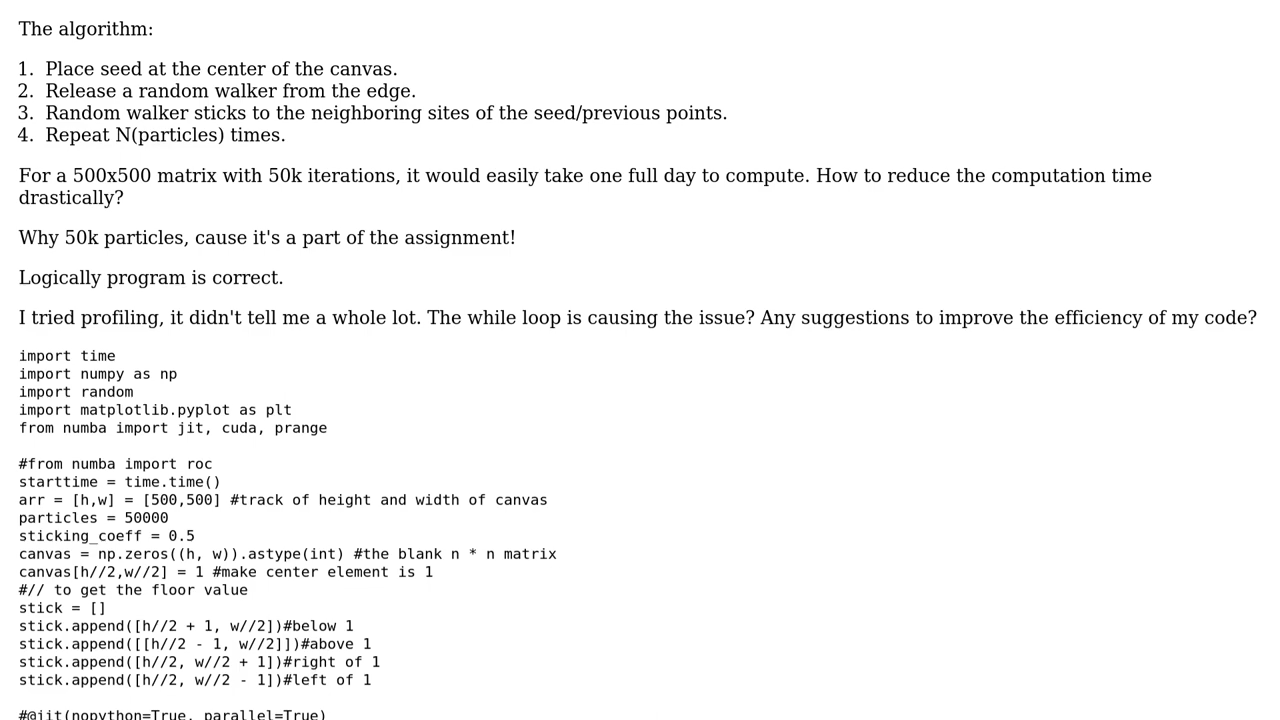 The algorithm:
1. Place seed at the center of the canvas.
2. Release a random walker from the edge.
3. Random walker sticks to the neighboring sites of the seed/previous points.
4. Repeat N(particles) times.
For a 500x500 matrix with 50k iterations, it would easily take one full day to compute. How to reduce the computation time
drastically?
Why 50k particles, cause it's a part of the assignment!
Logically program is correct.
I tried profiling, it didn't tell me a whole lot. The while loop is causing the issue? Any suggestions to improve the efficiency of my code?
import time
import numpy as np
import random
import matplotlib.pyplot as plt
from numba import jit, cuda, prange
#from numba import roc
starttime = time.time()
arr = [h,w] = [500,500] #track of height and width of canvas
particles = 50000
sticking_coeff = 0.5
canvas = np.zeros((h, w)).astype(int) #the blank n * n matrix
canvas[h//2,w//2] = 1 #make center element is 1
#// to get the floor value
stick = []
stick.append([h//2 + 1, w//2])#below 1
stick.append([[h//2 - 1, w//2]])#above 1
stick.append([h//2, w//2 + 1])#right of 1
stick.append([h//2, w//2 - 1])#left of 1
#@jit(nopython=True, parallel=True)